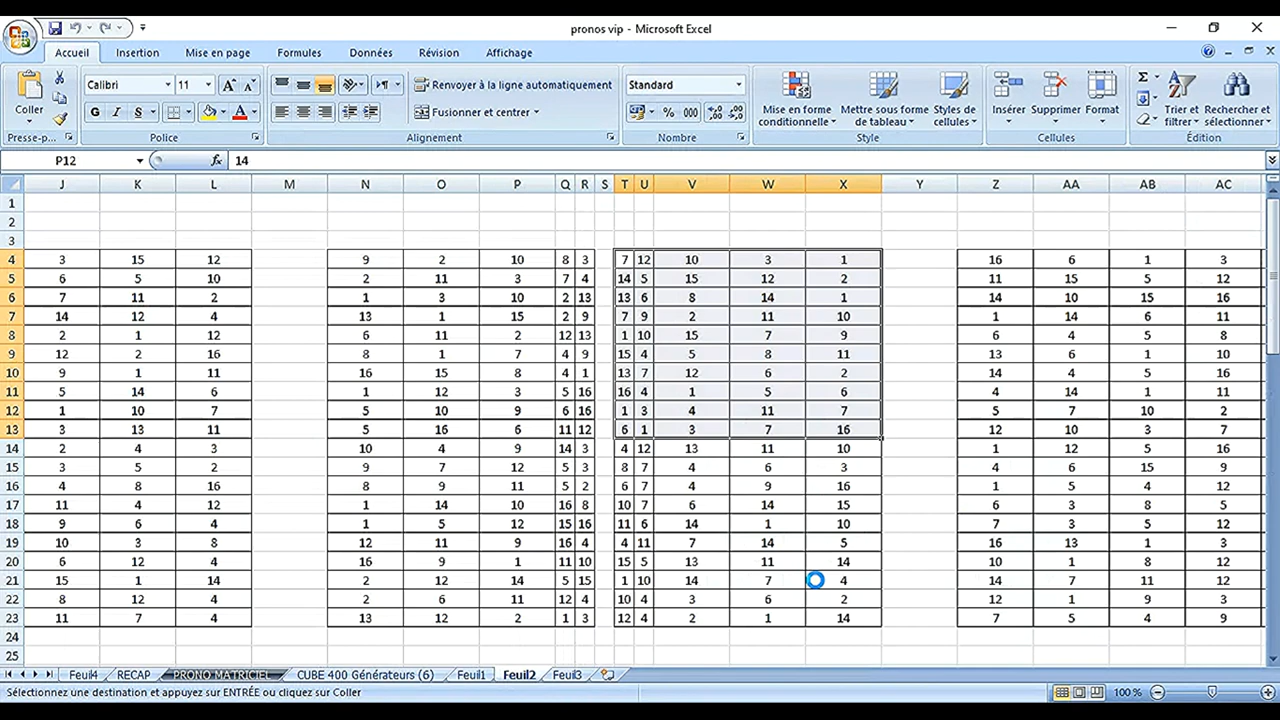 pronos vip - Microsoft Excel
Accueil Insertion Mise en page Formules Données Révision Affichage
Coller
Calibri 11
G I S
Renvoyer à la ligne automatiquement
Fusionner et centrer
Standard
% 000
Mise en forme conditionnelle
Mettre sous forme de tableau
Styles de cellules
Insérer Supprimer Format
Trier et filtrer
Rechercher et sélectionner
Presse-p... Police Alignement Nombre Style Cellules Édition
P12 fx 14
J K L M N O P Q R S T U V W X Y Z AA AB AC
1
2
3
4 3 15 12 9 2 10 8 3 7 12 10 3 1 16 6 1 3
5 6 5 10 2 11 3 7 4 14 5 15 12 2 11 15 5 12
6 7 11 2 1 3 10 2 13 13 6 8 14 1 14 10 15 16
7 14 12 4 13 1 15 2 9 7 9 2 11 10 1 14 6 11
8 2 1 12 6 11 2 12 13 1 10 15 7 9 6 4 5 8
9 12 2 16 8 1 7 4 9 15 4 5 8 11 13 6 1 10
10 9 1 11 16 15 8 4 1 13 7 12 6 2 14 4 5 16
11 5 14 6 1 12 3 5 16 16 4 1 5 6 4 14 1 11
12 1 10 7 5 10 9 6 16 1 3 4 11 7 5 7 10 2
13 3 13 11 5 16 6 11 12 6 1 3 7 16 12 10 3 7
14 2 4 3 10 4 9 14 3 4 12 13 11 10 1 12 5 16
15 3 5 2 9 7 12 5 3 8 7 4 6 3 4 6 15 9
16 4 8 16 8 9 11 5 2 6 7 4 9 16 1 5 4 12
17 11 4 12 1 14 10 16 8 10 7 6 14 15 6 3 8 5
18 9 6 4 1 5 12 15 16 11 6 14 1 10 7 3 5 12
19 10 3 8 12 11 9 16 4 4 11 7 14 5 16 13 1 3
20 6 12 4 16 9 1 11 10 15 5 13 11 14 10 1 8 12
21 15 1 14 2 12 14 5 15 1 10 14 7 4 14 7 11 12
22 8 12 4 2 6 11 12 4 10 4 3 6 2 12 1 9 3
23 11 7 4 13 12 2 1 3 12 4 2 1 14 7 5 4 9
24
25
Feuil4 RECAP PRONO MATRICIEL CUBE 400 Générateurs (6) Feuil1 Feuil2 Feuil3
Sélectionnez une destination et appuyez sur ENTRÉE ou cliquez sur Coller 100 %